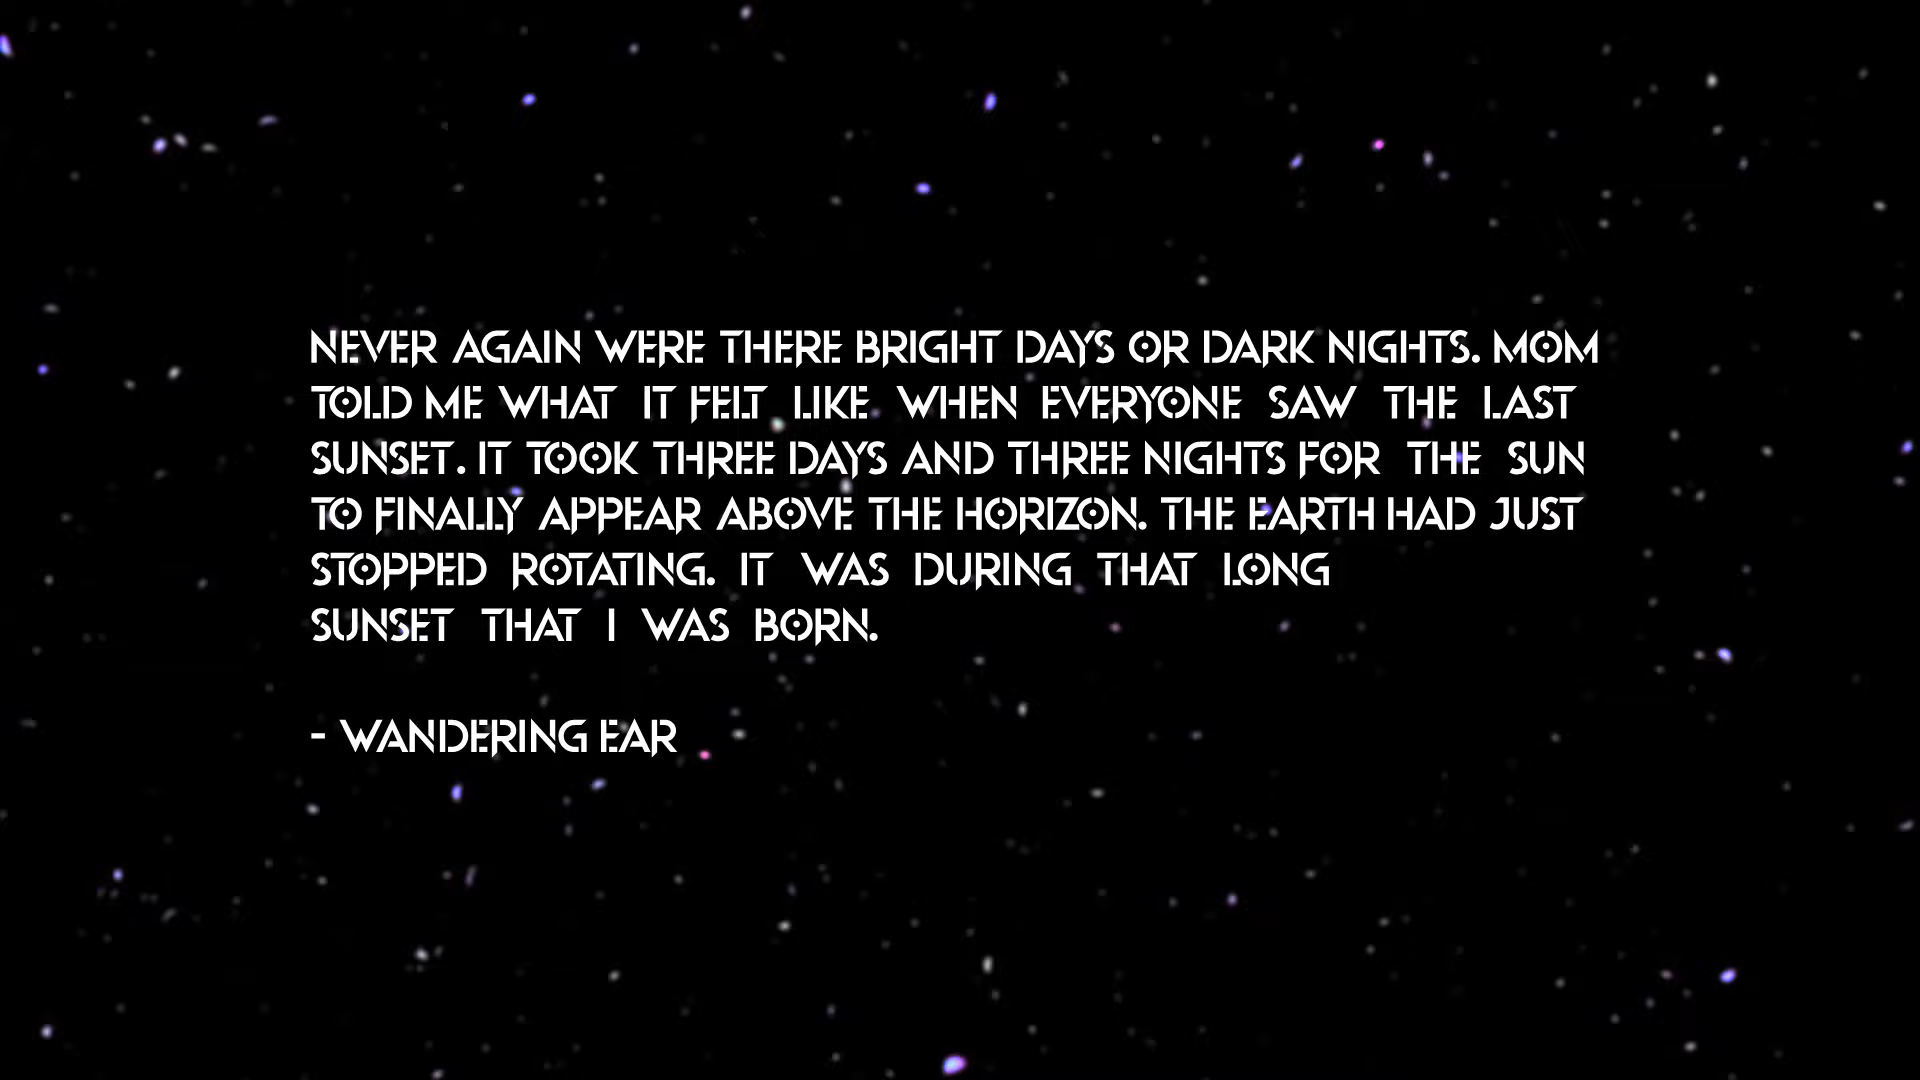 NEVER AGAIN WERE THERE BRIGHT DAYS OR DARK NIGHTS. MOM
TOLD ME WHAT IT FELT LIKE WHEN EVERYONE SAW THE LAST
SUNSET. IT TOOK THREE DAYS AND THREE NIGHTS FOR THE SUN
TO FINALLY APPEAR ABOVE THE HORIZON. THE EARTH HAD JUST
STOPPED ROTATING. IT WAS DURING THAT LONG
SUNSET THAT I WAS BORN.
- WANDERING EAR